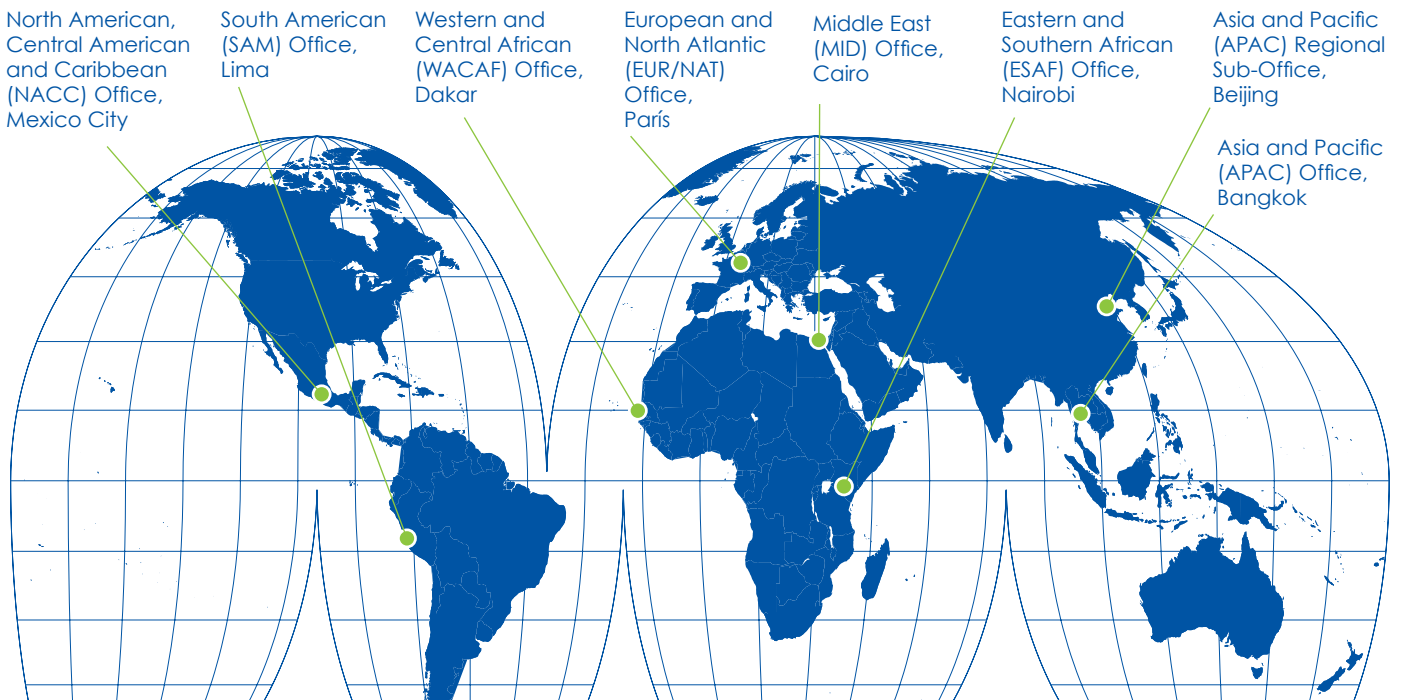 North American,
Central American
and Caribbean
(NACC) Office,
Mexico City
South American
(SAM) Office,
Lima
Western and
Central African
(WACAF) Office,
Dakar
European and
North Atlantic
(EUR/NAT)
Office,
París
Middle East
(MID) Office,
Cairo
Eastern and
Southern African
(ESAF) Office,
Nairobi
Asia and Pacific
(APAC) Regional
Sub-Office,
Beijing
Asia and Pacific
(APAC) Office,
Bangkok